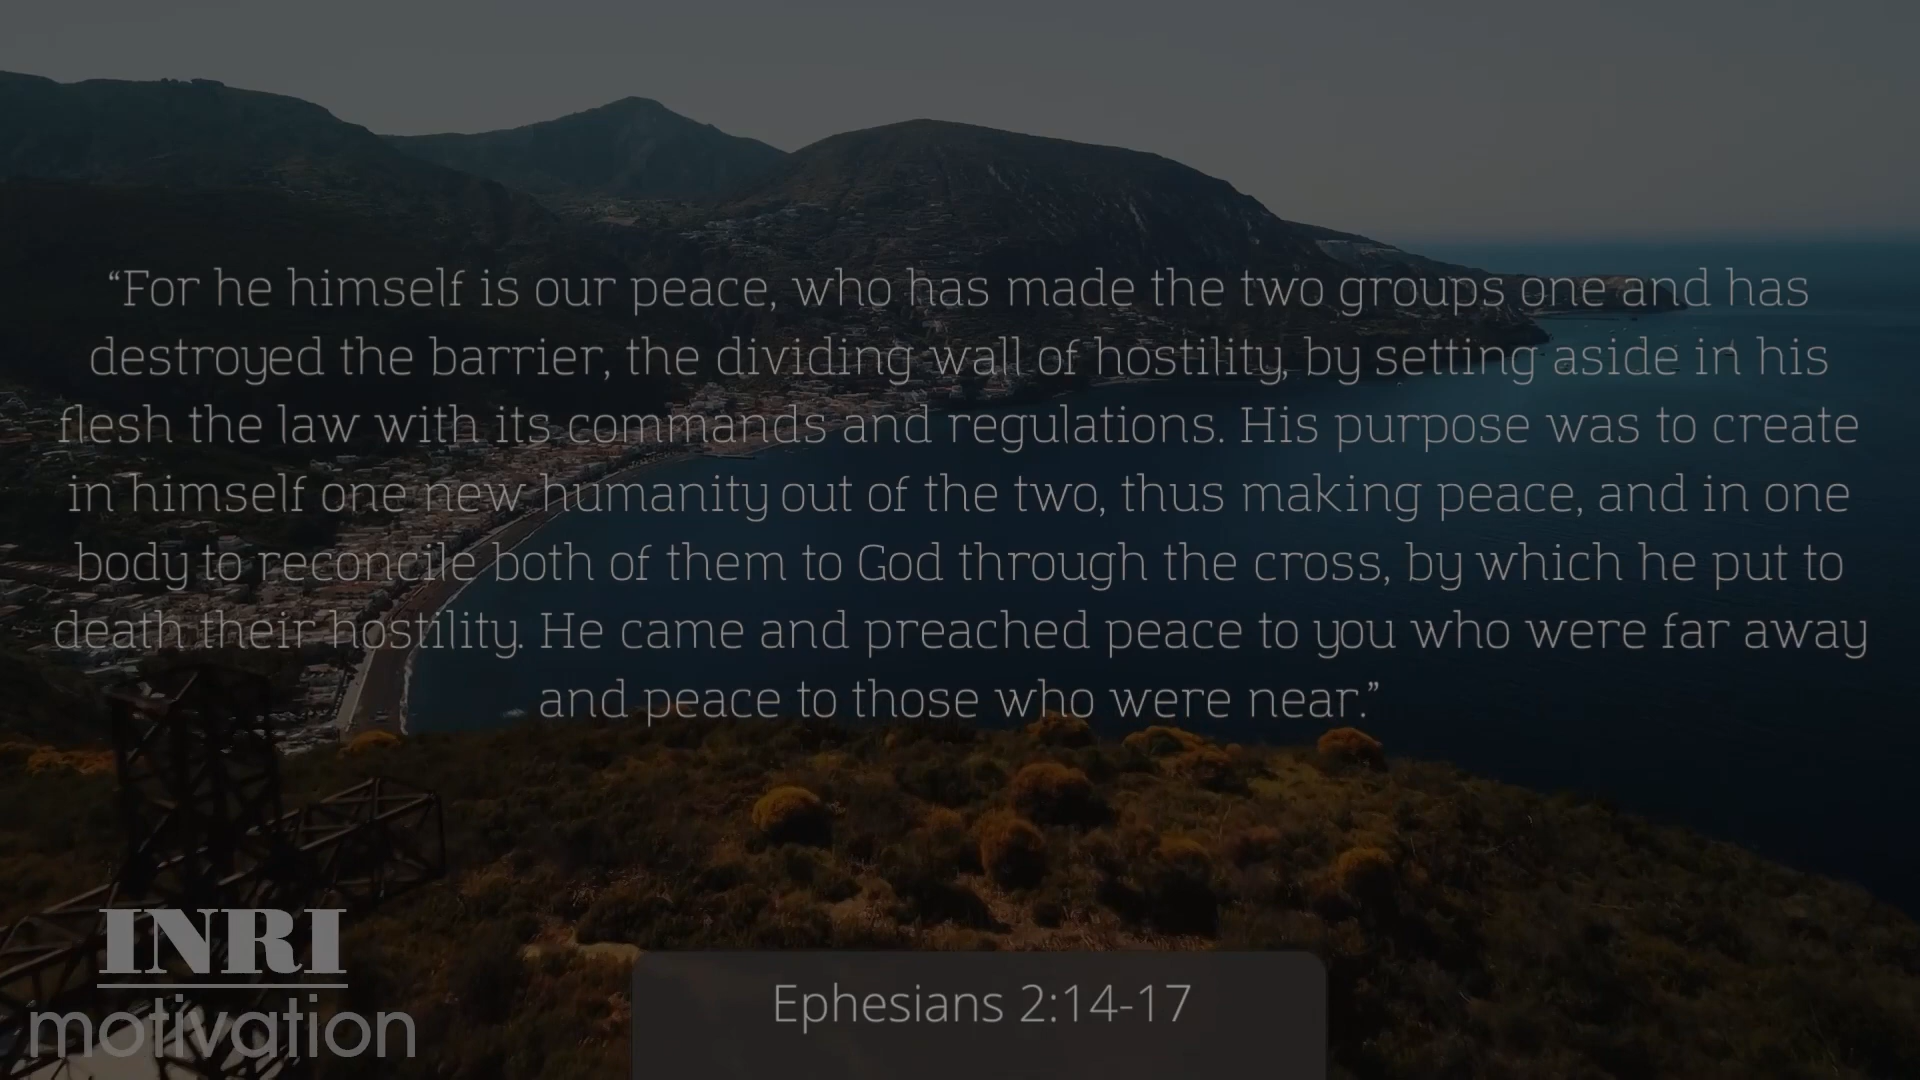 “For he himself is our peace, who has made the two groups one and has
destroyed the barrier, the dividing wall of hostility, by setting aside in his
flesh the law with its commands and regulations. His purpose was to create
in himself one new humanity out of the two, thus making peace, and in one
body to reconcile both of them to God through the cross, by which he put to
death their hostility. He came and preached peace to you who were far away
and peace to those who were near.”
INRI
motivation
Ephesians 2:14-17